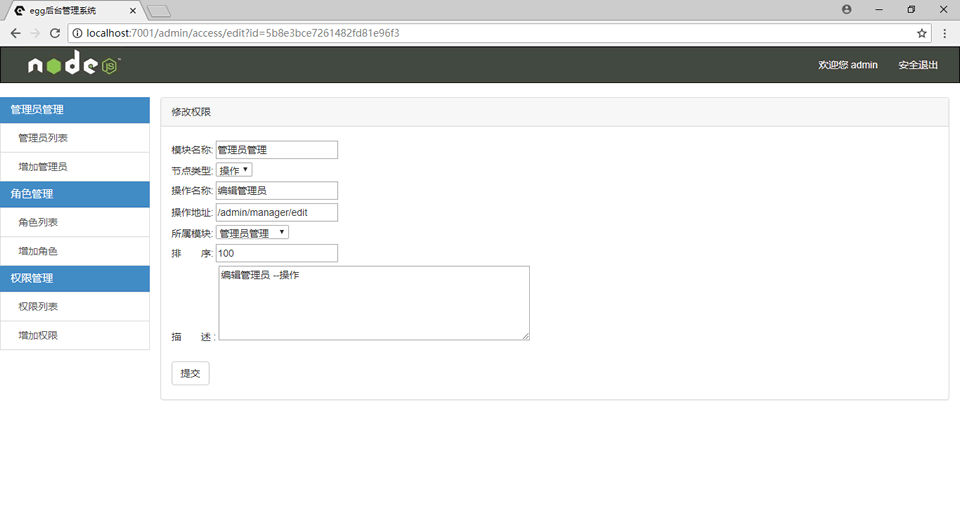 egg后台管理系统
localhost:7001/admin/access/edit?id=5b8e3bce7261482fd81e96f3
node JS
欢迎您 admin 安全退出
管理员管理
管理员列表
增加管理员
角色管理
角色列表
增加角色
权限管理
权限列表
增加权限
修改权限
模块名称: 管理员管理
节点类型: 操作
操作名称: 编辑管理员
操作地址: /admin/manager/edit
所属模块: 管理员管理
排 序: 100
编辑管理员 --操作
描 述 :
提交